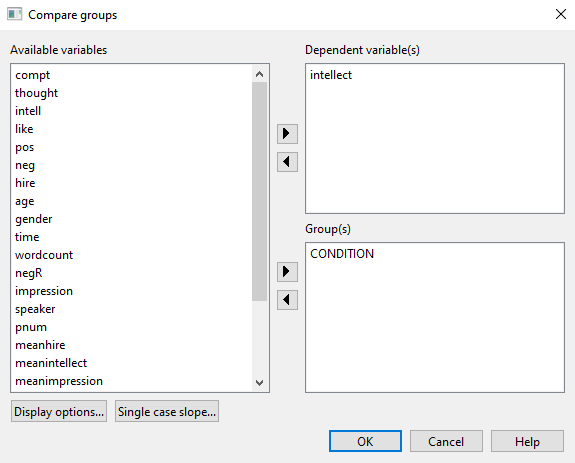 Compare groups
Available variables
compt
thought
intell
like
pos
neg
hire
age
gender
time
wordcount
negR
impression
speaker
pnum
meanhire
meanintellect
meanimpression
Dependent variable(s)
intellect
Group(s)
CONDITION
Display options...
Single case slope...
OK
Cancel
Help